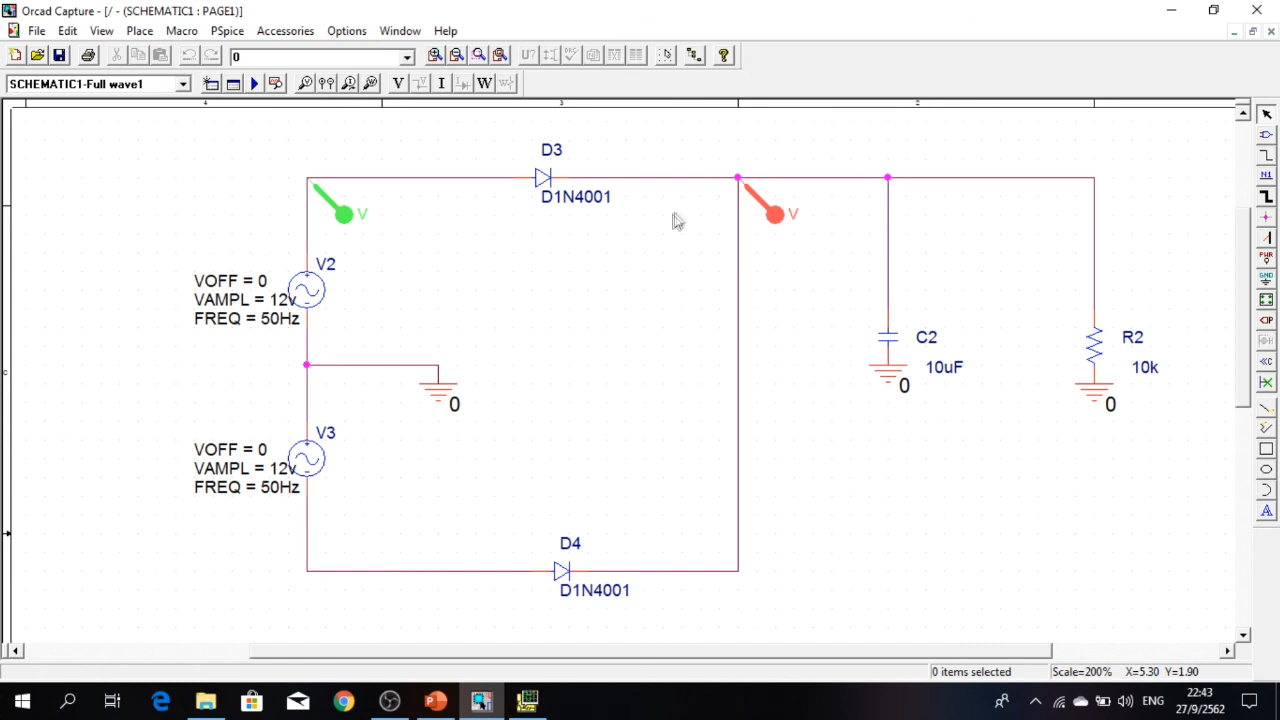 Orcad Capture - [/ - (SCHEMATIC1 : PAGE1)]
File Edit View Place Macro PSpice Accessories Options Window Help
0
SCHEMATIC1-Full wave1
V I W
4 3 2
D3
D1N4001
V V
V2
VOFF = 0
VAMPL = 12v
FREQ = 50Hz
C2
10uF
0
R2
10k
0
0
V3
VOFF = 0
VAMPL = 12v
FREQ = 50Hz
D4
D1N4001
C
0 items selected Scale=200% X=5.30 Y=1.90
ENG
22:43
27/9/2562